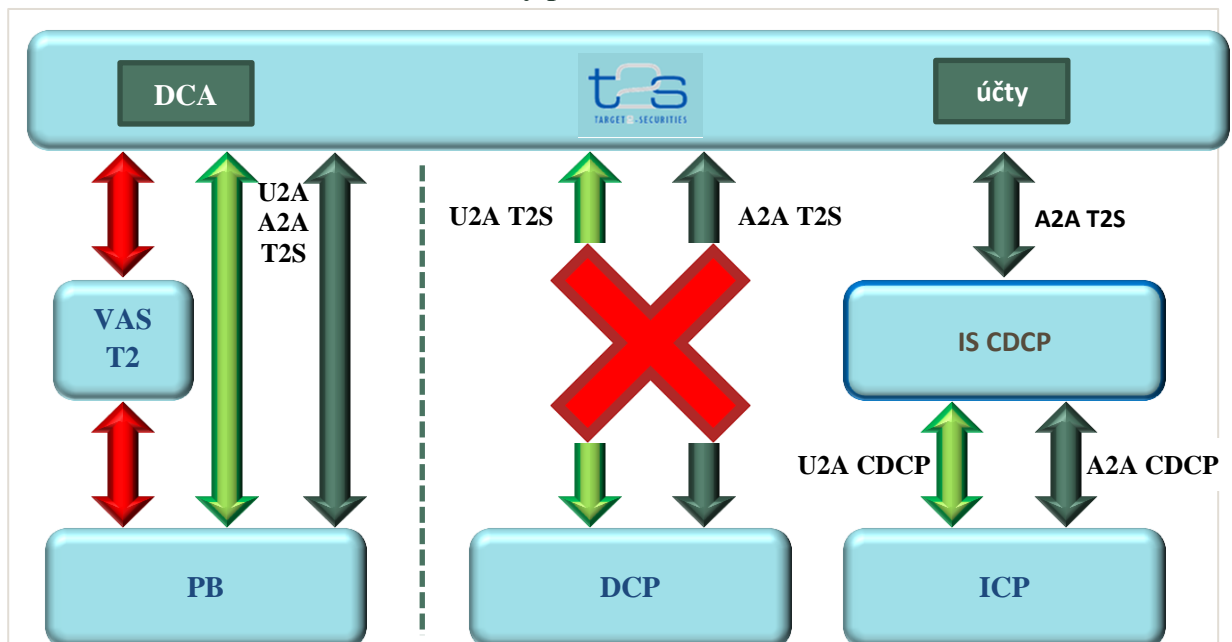 DCA
t2s
TARGET2-SECURITIES
účty
U2A
A2A
T2S
U2A T2S
A2A T2S
A2A T2S
VAS
T2
IS CDCP
U2A CDCP
A2A CDCP
PB
DCP
ICP